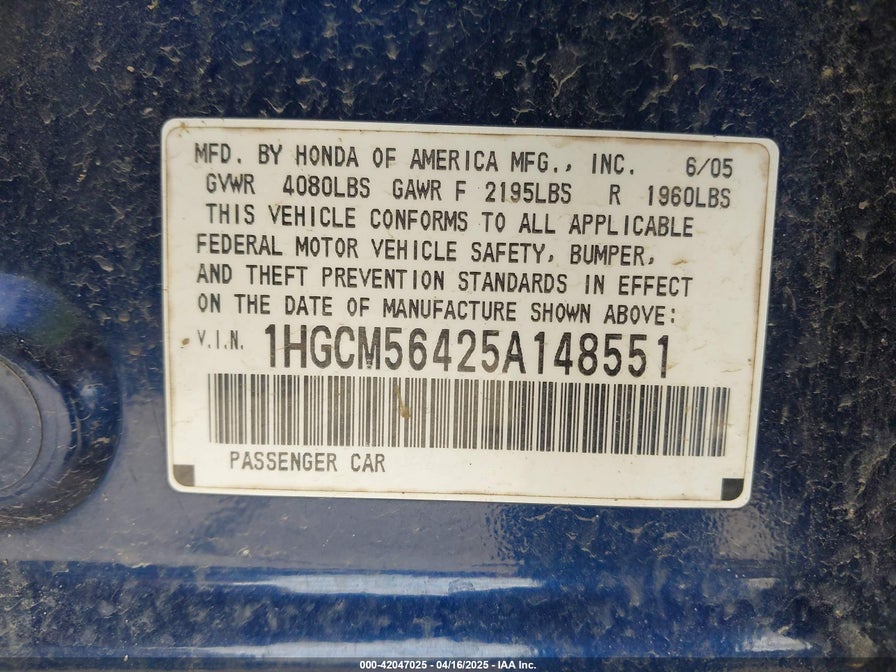 MFD. BY HONDA OF AMERICA MFG., INC. 6/05
GVWR 4080LBS GAWR F 2195LBS R 1960LBS
THIS VEHICLE CONFORMS TO ALL APPLICABLE
FEDERAL MOTOR VEHICLE SAFETY, BUMPER,
AND THEFT PREVENTION STANDARDS IN EFFECT
ON THE DATE OF MANUFACTURE SHOWN ABOVE:
V.I.N. 1HGCM56425A148551
PASSENGER CAR
000-42047025 - 04/16/2025 - IAA Inc.